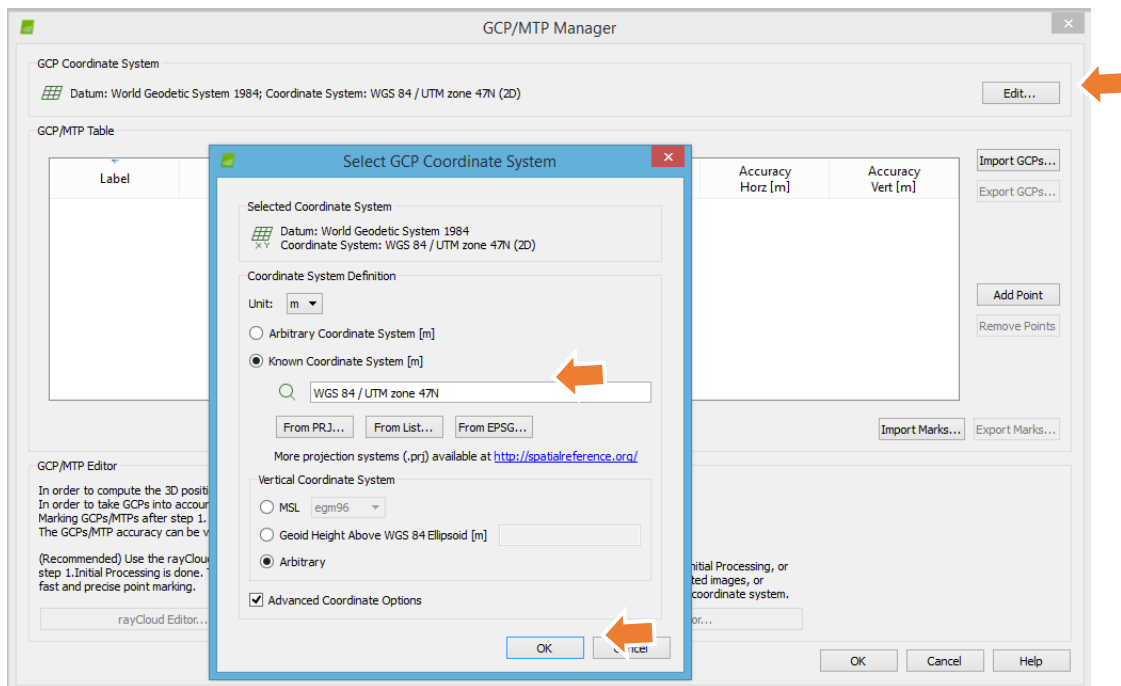 GCP/MTP Manager
GCP Coordinate System
Datum: World Geodetic System 1984; Coordinate System: WGS 84 / UTM zone 47N (2D)
Edit...
GCP/MTP Table
Label
Accuracy
Horz [m]
Accuracy
Vert [m]
Import GCPs...
Export GCPs...
Add Point
Remove Points
Import Marks...
Export Marks...
Select GCP Coordinate System
Selected Coordinate System
Datum: World Geodetic System 1984
Coordinate System: WGS 84 / UTM zone 47N (2D)
Coordinate System Definition
Unit: m
Arbitrary Coordinate System [m]
Known Coordinate System [m]
WGS 84 / UTM zone 47N
From PRJ... From List... From EPSG...
More projection systems (.prj) available at http://spatialreference.org/
Vertical Coordinate System
MSL egm96
Geoid Height Above WGS 84 Ellipsoid [m]
Arbitrary
Advanced Coordinate Options
OK
GCP/MTP Editor
In order to compute the 3D
In order to take GCPs into
Marking GCPs/MTPs after step 1.
The GCPs/MTP accuracy can be
(Recommended) Use the
step 1.Initial Processing is done.
fast and precise point marking.
rayCloud Editor...
Processing, or
images, or
coordinate system.
OK Cancel Help